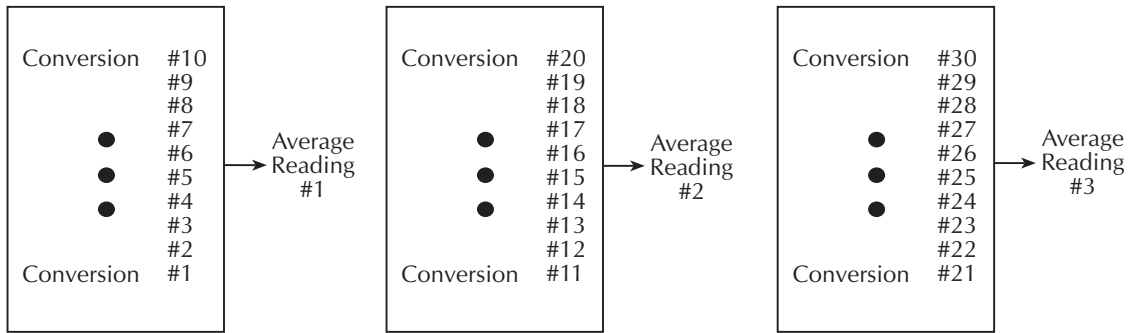 Conversion #10
#9
#8
#7
#6
#5
#4
#3
#2
Conversion #1
Average
Reading
#1
Conversion #20
#19
#18
#17
#16
#15
#14
#13
#12
Conversion #11
Average
Reading
#2
Conversion #30
#29
#28
#27
#26
#25
#24
#23
#22
Conversion #21
Average
Reading
#3